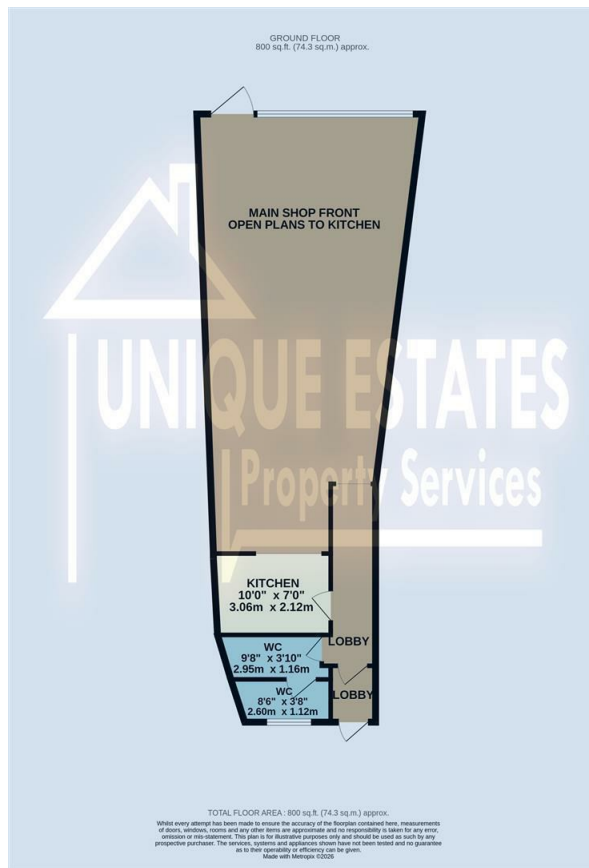 GROUND FLOOR
800 sq.ft. (74.3 sq.m.) approx.
MAIN SHOP FRONT
OPEN PLANS TO KITCHEN
UNIQUE ESTATES
Property Services
KITCHEN
10'0" x 7'0"
3.06m x 2.12m
LOBBY
WC
9'8" x 3'10"
2.95m x 1.16m
LOBBY
WC
8'6" x 3'8"
2.60m x 1.12m
TOTAL FLOOR AREA : 800 sq.ft. (74.3 sq.m.) approx.
Whilst every attempt has been made to ensure the accuracy of the floorplan contained here, measurements
of doors, windows, rooms and any other items are approximate and no responsibility is taken for any error,
omission or mis-statement. This plan is for illustrative purposes only and should be used as such by any
prospective purchaser. The services, systems and appliances shown have not been tested and no guarantee
as to their operability or efficiency can be given.
Made with Metropix ©2026